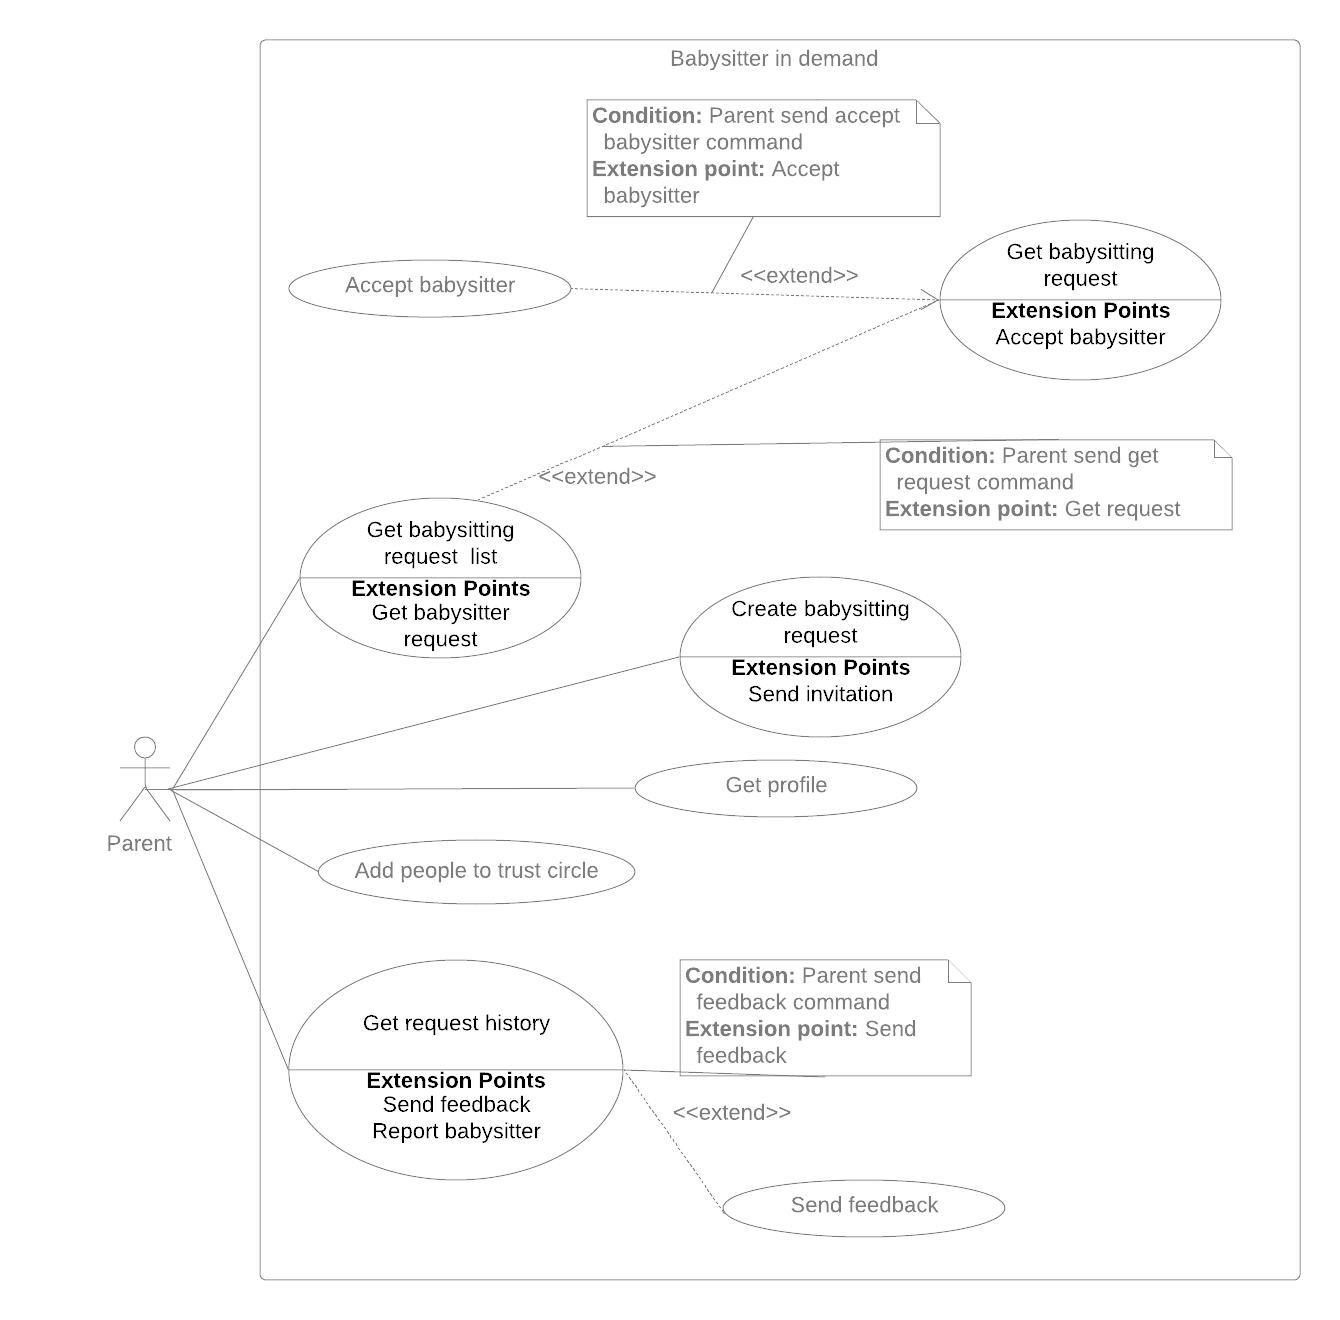 Babysitter in demand
Condition: Parent send accept
babysitter command
Extension point: Accept
babysitter
Get babysitting
request
Extension Points
Accept babysitter
<<extend>>
Accept babysitter
Condition: Parent send get
request command
Extension point: Get request
<<extend>>
Get babysitting
request  list
Extension Points
Get babysitter
request
Create babysitting
request
Extension Points
Send invitation
Get profile
Parent
Add people to trust circle
Condition: Parent send
feedback command
Extension point: Send
feedback
Get request history
Extension Points
Send feedback
Report babysitter
<<extend>>
Send feedback